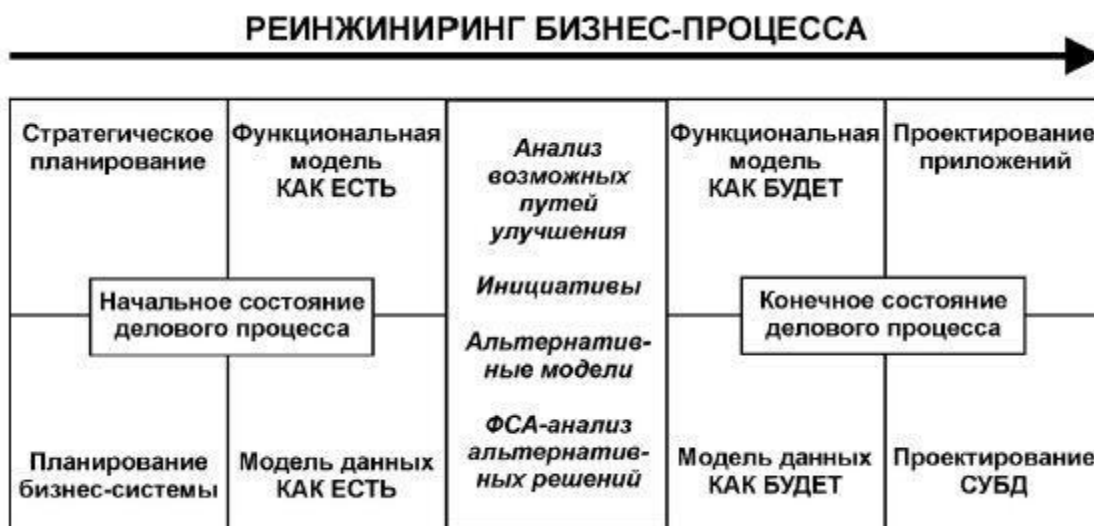 РЕИНЖИНИРИНГ БИЗНЕС-ПРОЦЕССА
Стратегическое
планирование
Функциональная
модель
КАК ЕСТЬ
Анализ
возможных
путей
улучшения
Функциональная
модель
КАК БУДЕТ
Проектирование
приложений
Начальное состояние
делового процесса
Инициативы
Конечное состояние
делового процесса
Альтернатив-
ные модели
Планирование
бизнес-системы
Модель данных
КАК ЕСТЬ
ФСА-анализ
альтернатив-
ных решений
Модель данных
КАК БУДЕТ
Проектирование
СУБД